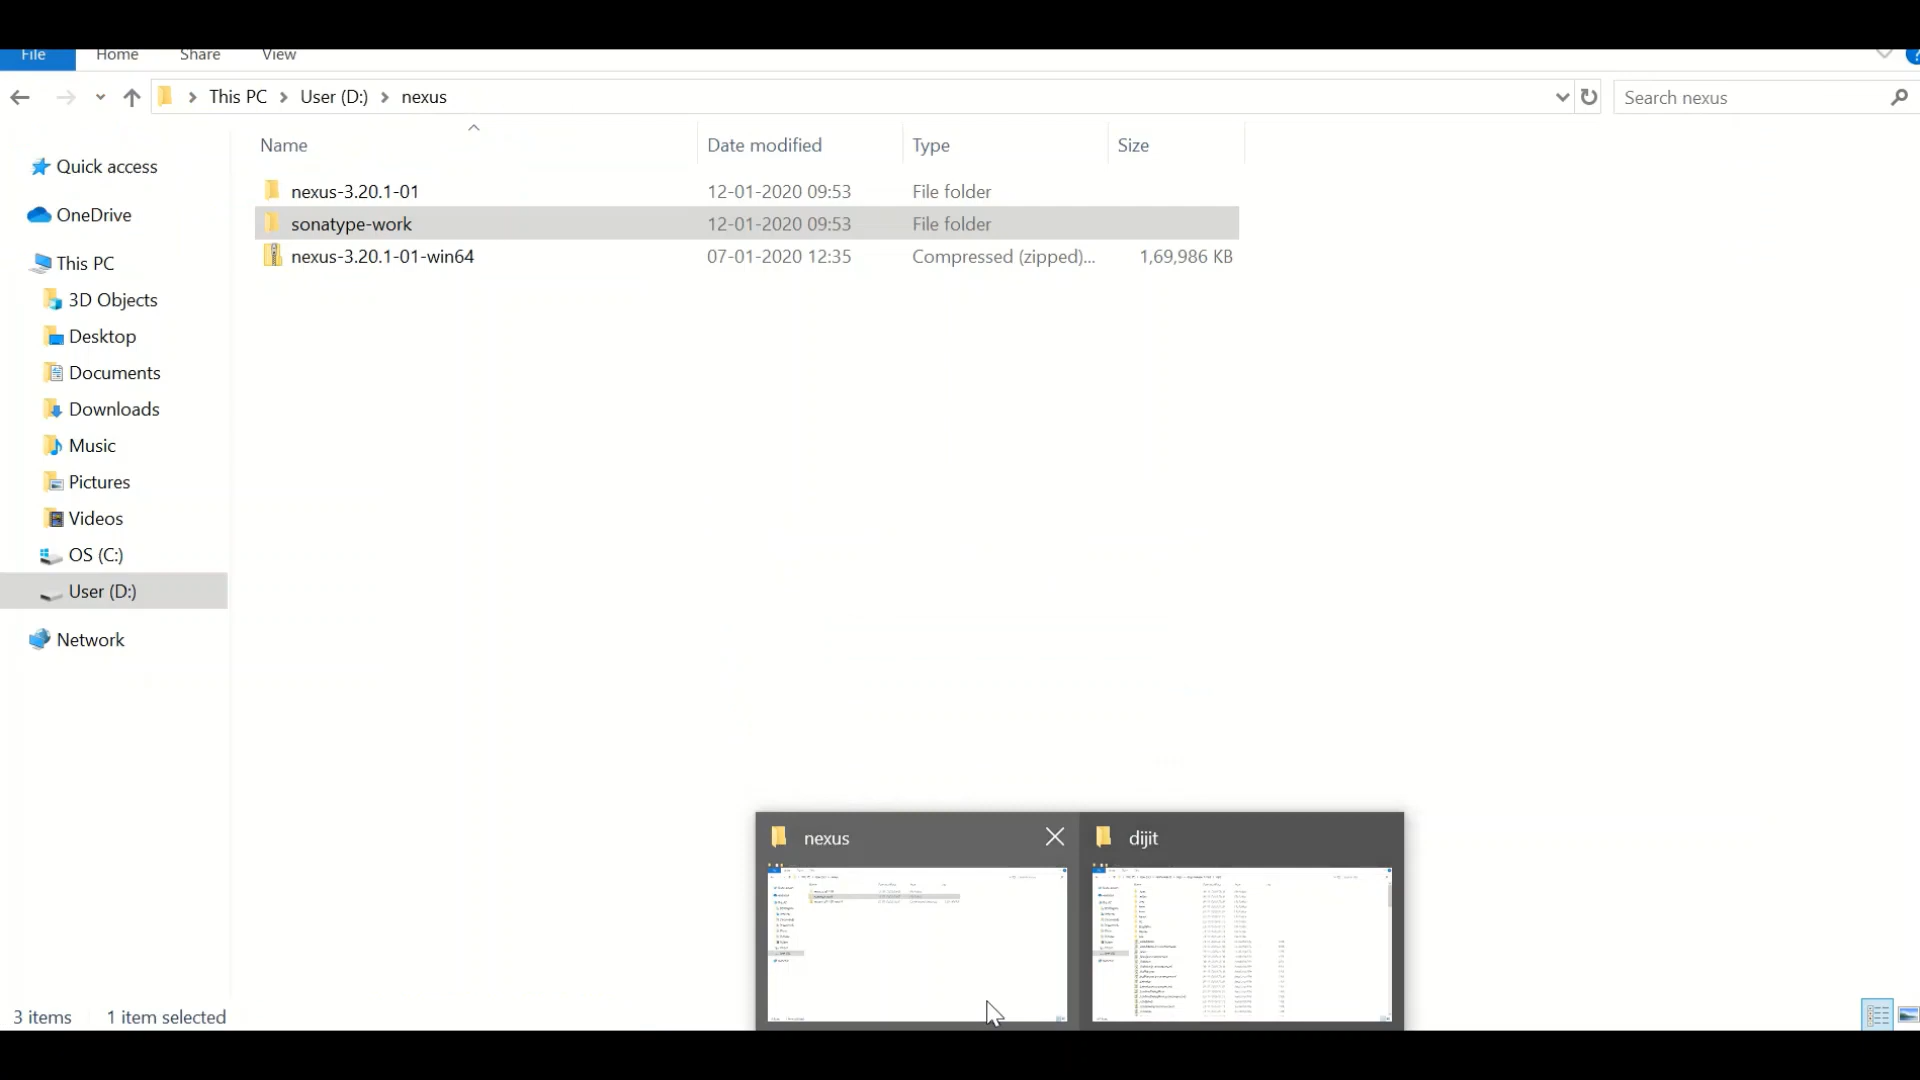 File Home Share View
This PC User (D:) nexus Search nexus
Name Date modified Type Size
nexus-3.20.1-01 12-01-2020 09:53 File folder
sonatype-work 12-01-2020 09:53 File folder
nexus-3.20.1-01-win64 07-01-2020 12:35 Compressed (zipped)... 1,69,986 KB
Quick access
OneDrive
This PC
3D Objects
Desktop
Documents
Downloads
Music
Pictures
Videos
OS (C:)
User (D:)
Network
nexus dijit
3 items 1 item selected